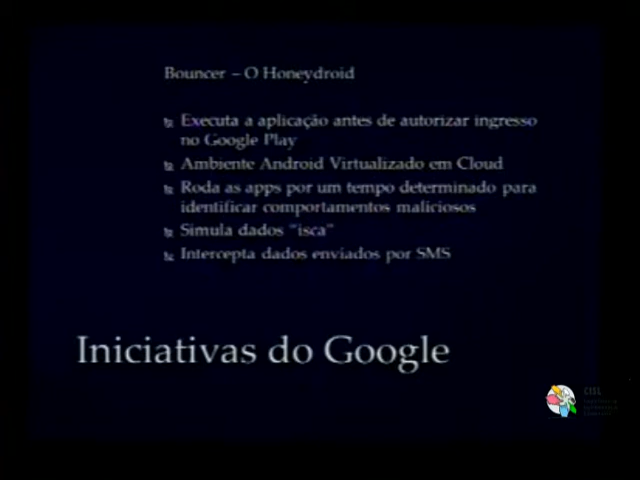 Bouncer – O Honeydroid
Executa a aplicação antes de autorizar ingresso
no Google Play
Ambiente Android Virtualizado em Cloud
Roda as apps por um tempo determinado para
identificar comportamentos maliciosos
Simula dados "isca"
Intercepta dados enviados por SMS
Iniciativas do Google
CISL